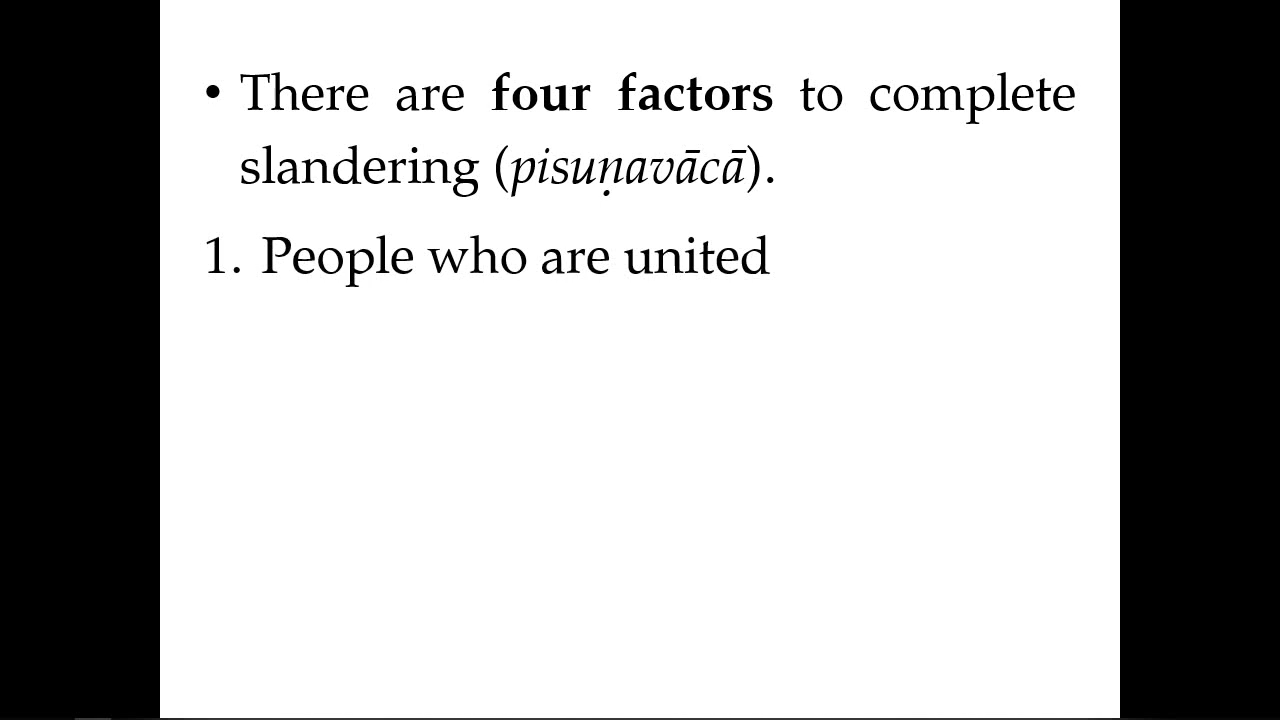 • There are four factors to complete
slandering (pisuṇavācā).
1. People who are united